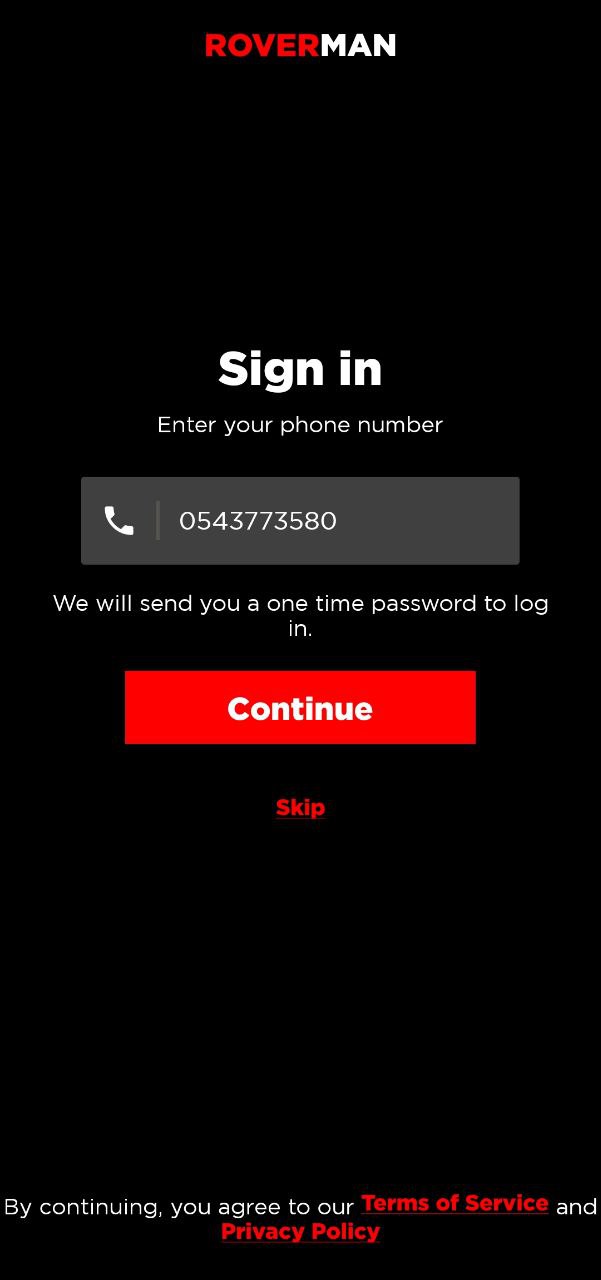 ROVERMAN
Sign in
Enter your phone number
0543773580
We will send you a one time password to log
in.
Continue
Skip
By continuing, you agree to our Terms of Service and
Privacy Policy